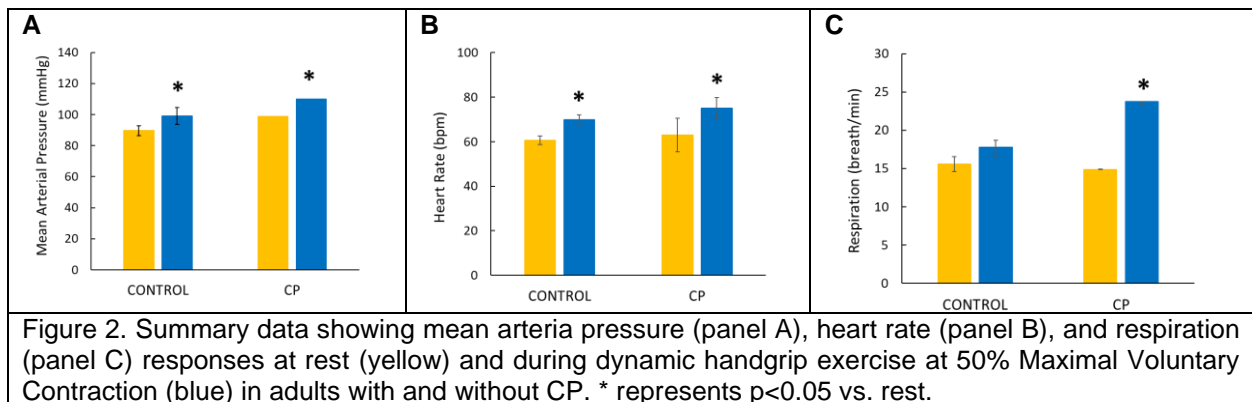 A
Mean Arterial Pressure (mmHg)
140
120
100
80
60
40
20
0
*
*
CONTROL
CP
B
Heart Rate (bpm)
100
80
60
40
20
0
*
*
CONTROL
CP
C
Respiration (breath/min)
30
25
20
15
10
5
0
*
CONTROL
CP
Figure 2. Summary data showing mean arteria pressure (panel A), heart rate (panel B), and respiration
(panel C) responses at rest (yellow) and during dynamic handgrip exercise at 50% Maximal Voluntary
Contraction (blue) in adults with and without CP. * represents p<0.05 vs. rest.